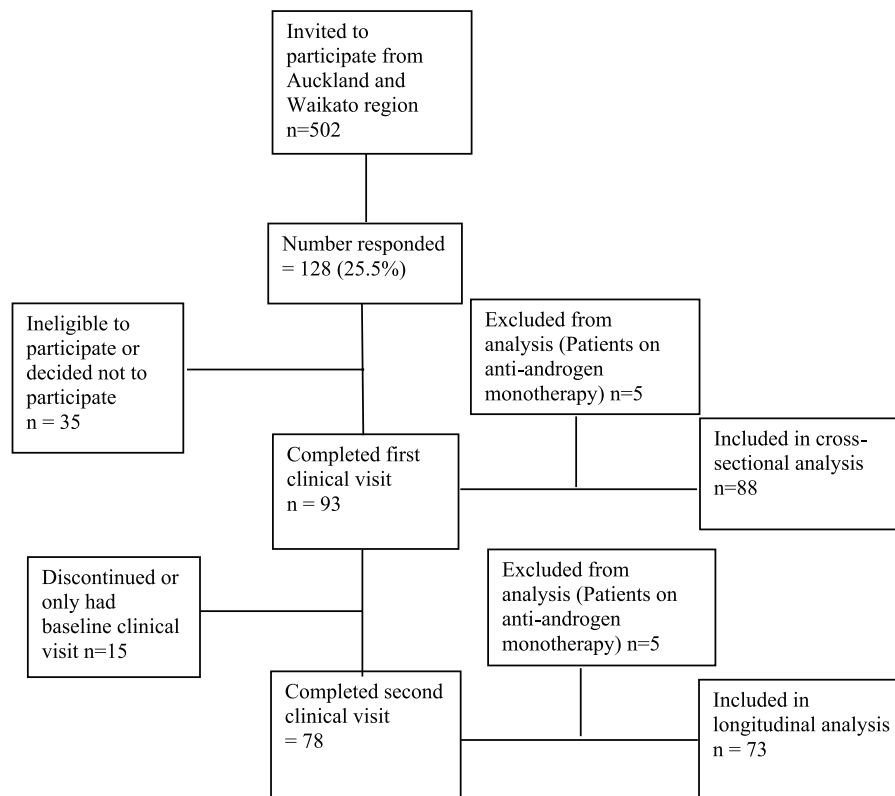 Invited to
participate from
Auckland and
Waikato region
n=502
Number responded
= 128 (25.5%)
Ineligible to
participate or
decided not to
participate
n = 35
Excluded from
analysis (Patients on
anti-androgen
monotherapy) n=5
Completed first
clinical visit
n = 93
Included in cross-
sectional analysis
n=88
Discontinued or
only had
baseline clinical
visit n=15
Excluded from
analysis (Patients on
anti-androgen
monotherapy) n=5
Completed second
clinical visit
= 78
Included in
longitudinal analysis
n = 73